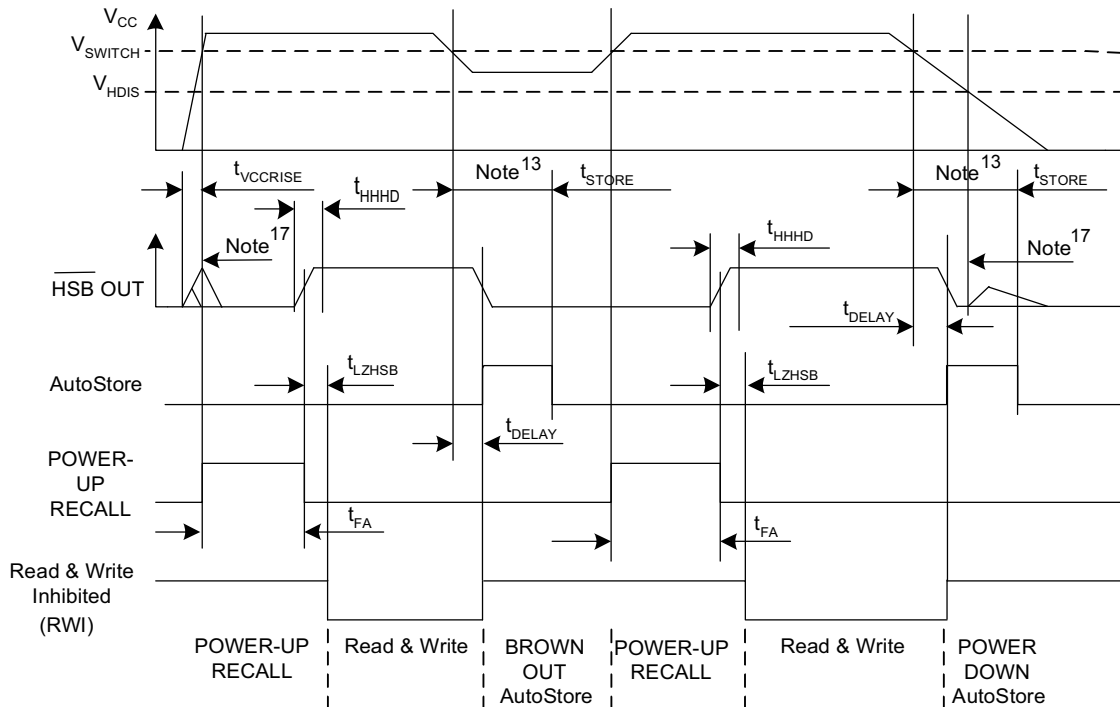 VCC
VSWITCH
VHDIS
tVCCRISE
tHHHD
Note13
tSTORE
Note13
tSTORE
Note17
tHHHD
Note17
HSB OUT
tDELAY
AutoStore
tLZHSB
tLZHSB
tDELAY
POWER-
UP
RECALL
tFA
tFA
Read & Write
Inhibited
(RWI)
POWER-UP
RECALL
Read & Write
BROWN
OUT
AutoStore
POWER-UP
RECALL
Read & Write
POWER
DOWN
AutoStore